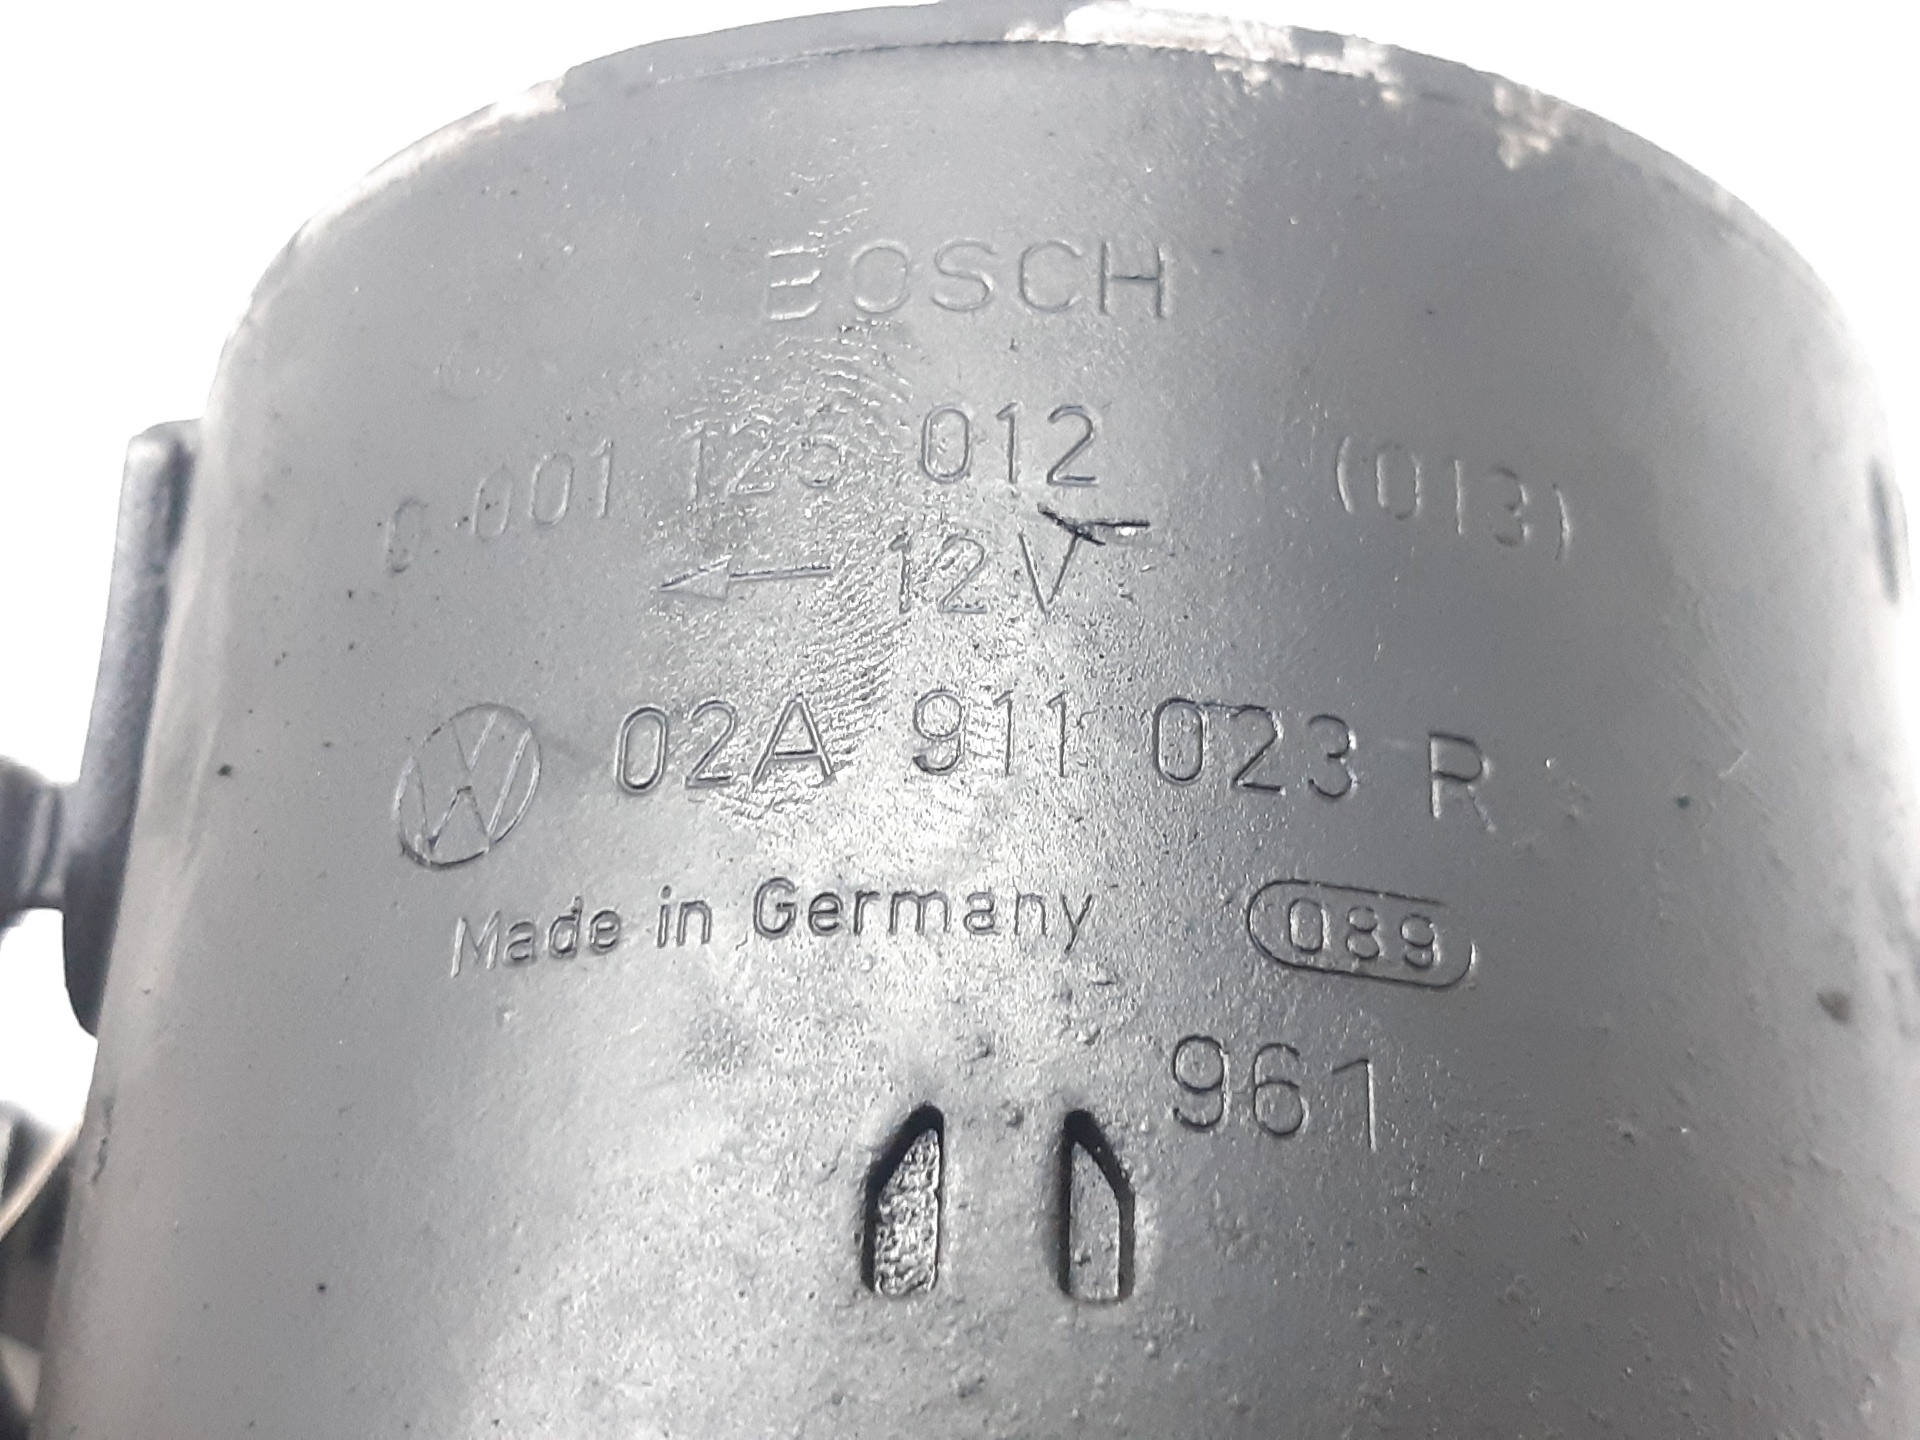 BOSCH
0 001 125 012 (013)
12V
02A 911 023 R
Made in Germany 089
961